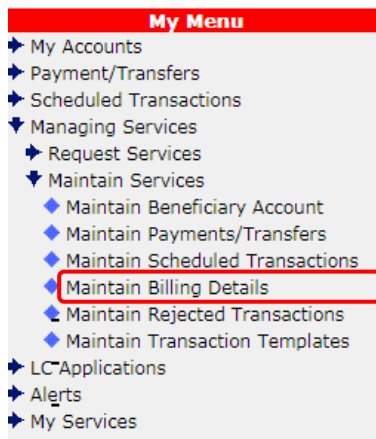 My Menu
My Accounts
Payment/Transfers
Scheduled Transactions
Managing Services
Request Services
Maintain Services
Maintain Beneficiary Account
Maintain Payments/Transfers
Maintain Scheduled Transactions
Maintain Billing Details
Maintain Rejected Transactions
Maintain Transaction Templates
LC Applications
Alerts
My Services